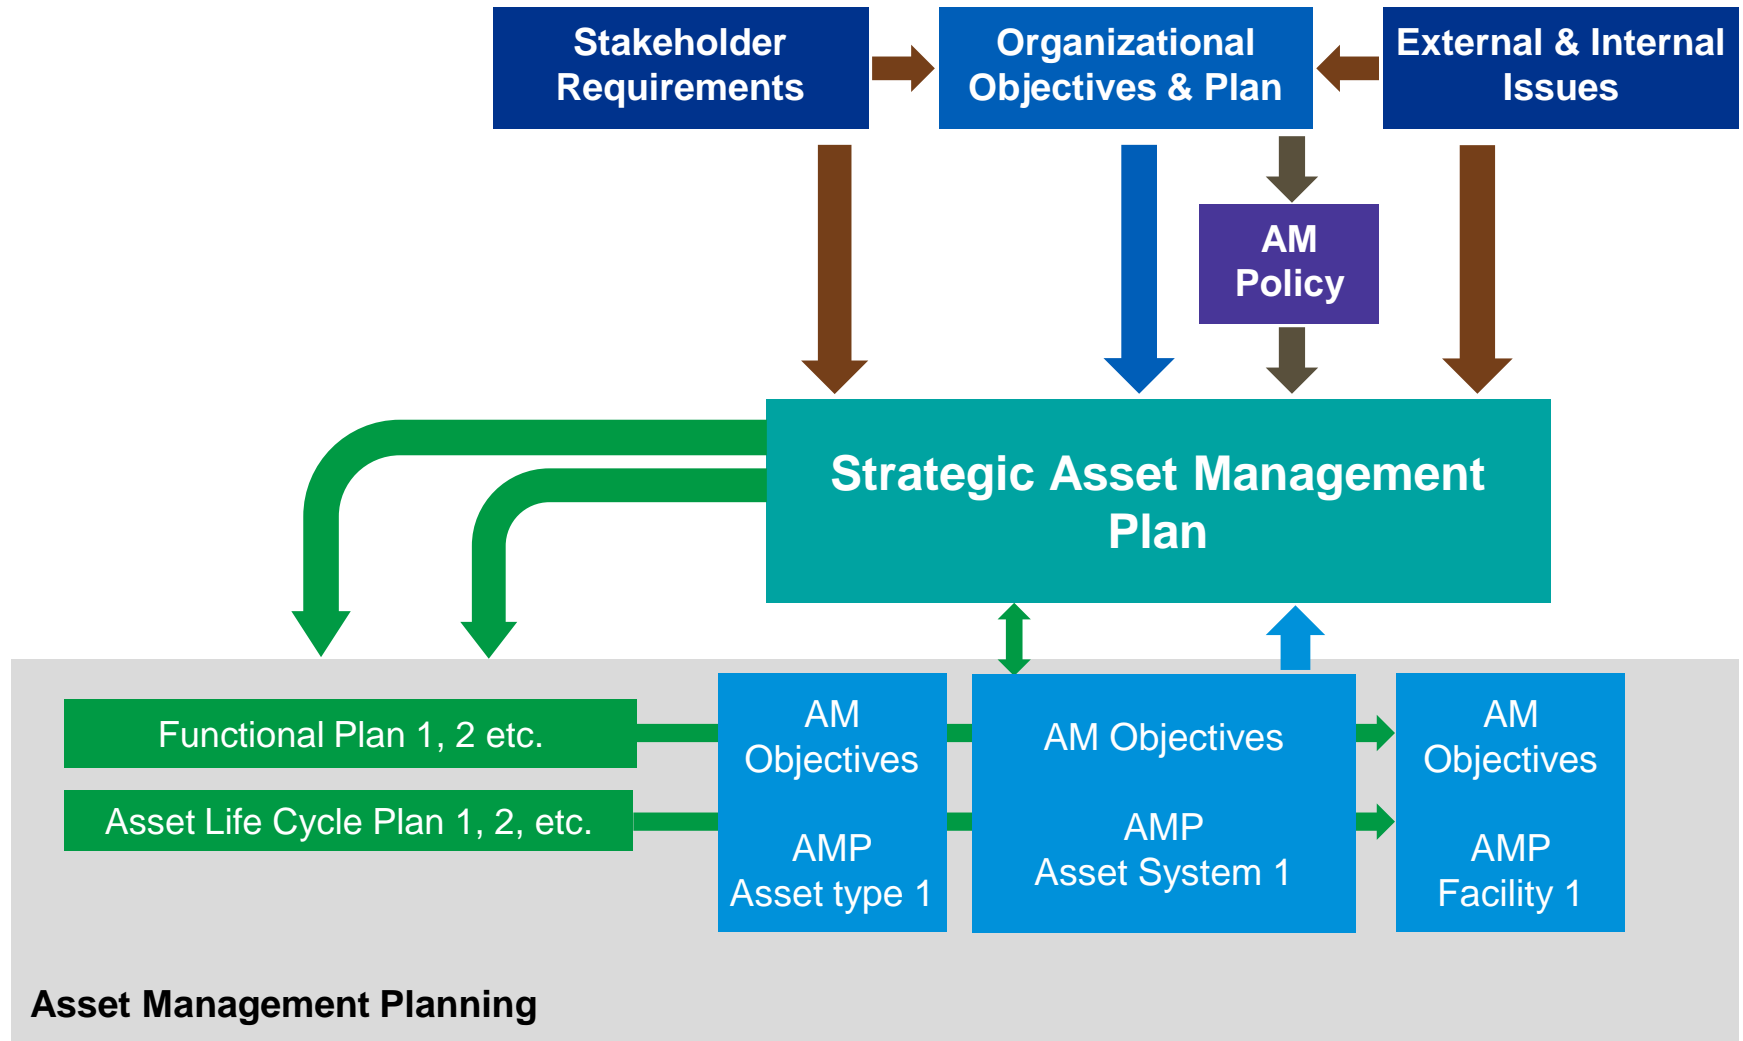 Stakeholder
Requirements
Organizational
Objectives & Plan
External & Internal
Issues
AM
Policy
Strategic Asset Management
Plan
Functional Plan 1, 2 etc.
Asset Life Cycle Plan 1, 2, etc.
AM
Objectives
AMP
Asset type 1
AM Objectives
AMP
Asset System 1
AM
Objectives
AMP
Facility 1
Asset Management Planning